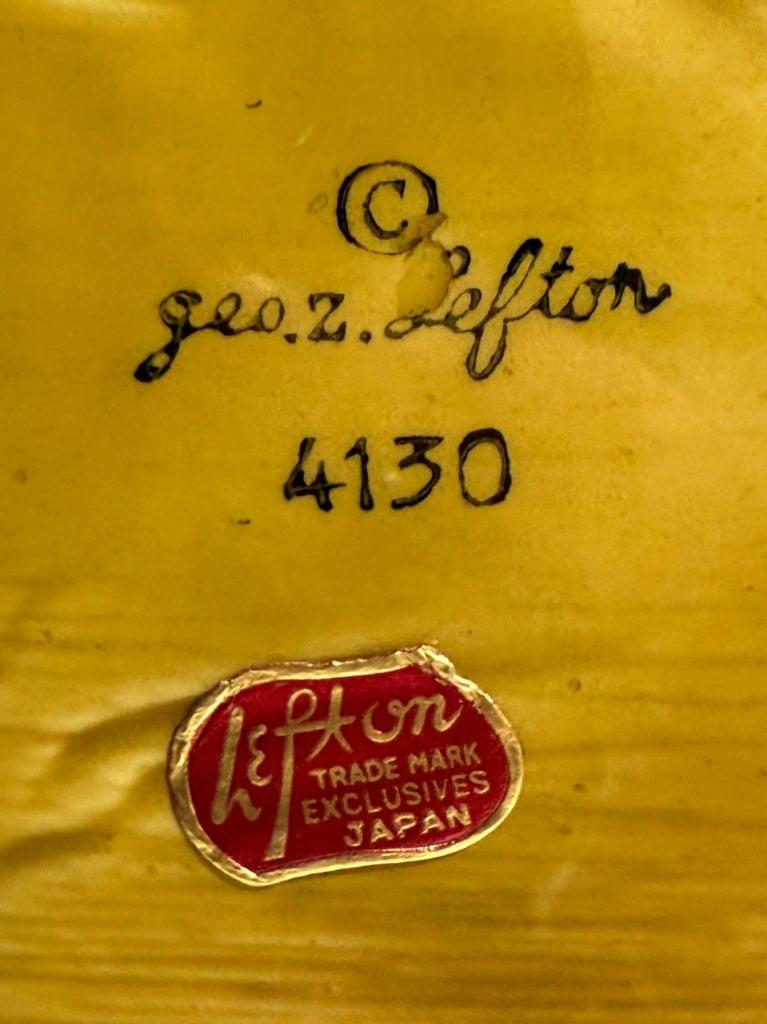 ©
geo. z. Lefton
4130
Lefton
TRADE MARK
EXCLUSIVES
JAPAN